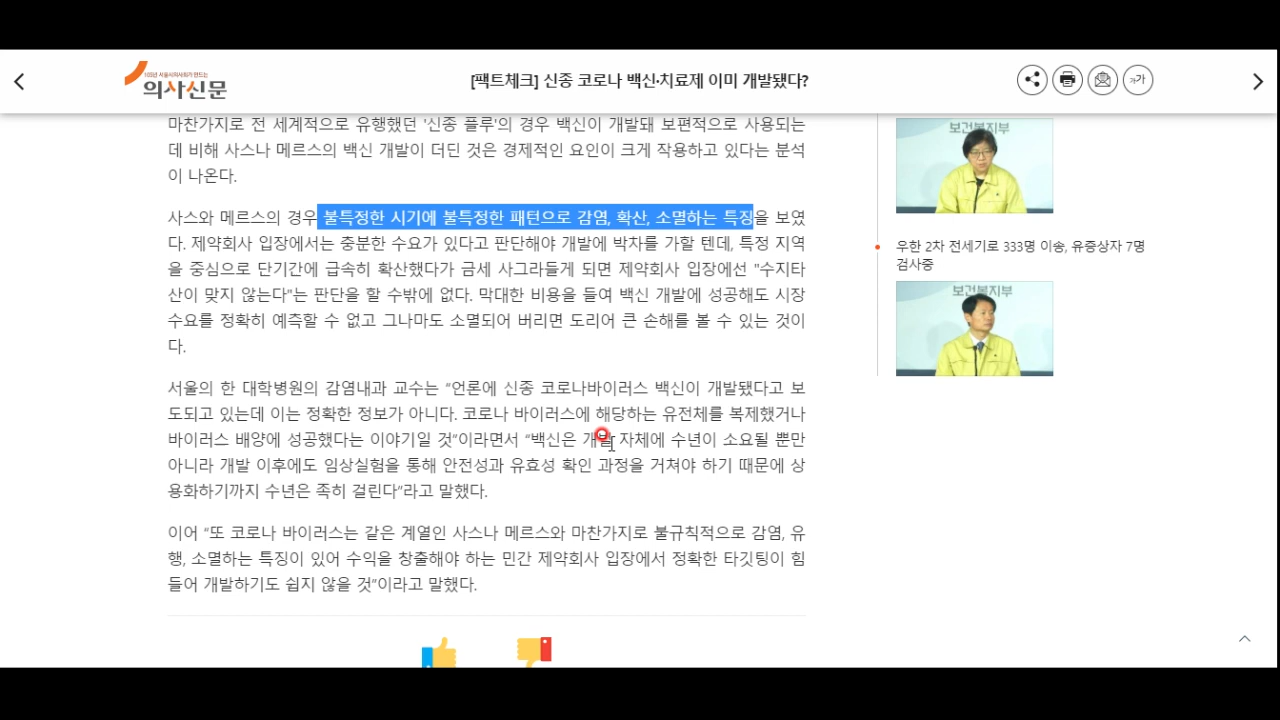 100년 서울시의사회가 만드는
의사신문
[팩트체크] 신종 코로나 백신·치료제 이미 개발됐다?
가가
마찬가지로 전 세계적으로 유행했던 '신종 플루'의 경우 백신이 개발돼 보편적으로 사용되는
데 비해 사스나 메르스의 백신 개발이 더딘 것은 경제적인 요인이 크게 작용하고 있다는 분석
이 나온다.
사스와 메르스의 경우 불특정한 시기에 불특정한 패턴으로 감염, 확산, 소멸하는 특징을 보였
다. 제약회사 입장에서는 충분한 수요가 있다고 판단해야 개발에 박차를 가할 텐데, 특정 지역
을 중심으로 단기간에 급속히 확산했다가 금세 사그라들게 되면 제약회사 입장에선 "수지타
산이 맞지 않는다"는 판단을 할 수밖에 없다. 막대한 비용을 들여 백신 개발에 성공해도 시장
수요를 정확히 예측할 수 없고 그나마도 소멸되어 버리면 도리어 큰 손해를 볼 수 있는 것이
다.
서울의 한 대학병원의 감염내과 교수는 “언론에 신종 코로나바이러스 백신이 개발됐다고 보
도되고 있는데 이는 정확한 정보가 아니다. 코로나 바이러스에 해당하는 유전체를 복제했거나
바이러스 배양에 성공했다는 이야기일 것”이라면서 “백신은 개발 자체에 수년이 소요될 뿐만
아니라 개발 이후에도 임상실험을 통해 안전성과 유효성 확인 과정을 거쳐야 하기 때문에 상
용화하기까지 수년은 족히 걸린다”라고 말했다.
이어 “또 코로나 바이러스는 같은 계열인 사스나 메르스와 마찬가지로 불규칙적으로 감염, 유
행, 소멸하는 특징이 있어 수익을 창출해야 하는 민간 제약회사 입장에서 정확한 타깃팅이 힘
들어 개발하기도 쉽지 않을 것”이라고 말했다.
보건복지부
우한 2차 전세기로 333명 이송, 유증상자 7명
검사중
보건복지부